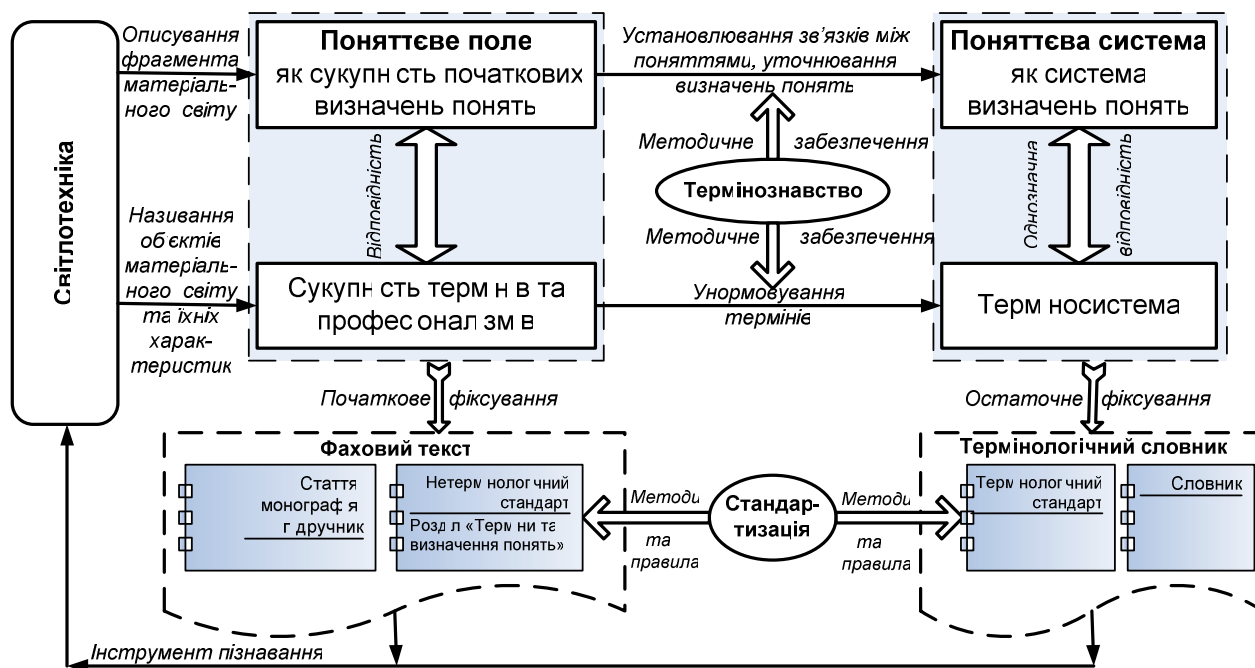 Світлотехніка
Описування
фрагмента
матеріаль-
ного світу
Поняттєве поле
як сукупн сть початкових
визначень понять
Установлювання зв’язків між
поняттями, уточнювання
визначень понять
Поняттєва система
як система
визначень понять
Відповідність
Методичне забезпечення
Термінознавство
Методичне забезпечення
Однозначна
відповідність
Називання
об’єктів
матеріаль-
ного світу
та їхніх
харак-
теристик
Сукупн сть терм н в та
професіонал зм в
Унормовування
термінів
Терм носистема
Початкове фіксування
Остаточне фіксування
Фаховий текст
Стаття
монограф я
п дручник
Нетерм нолог чний
стандарт
Розд л «Терм ни та
визначення понять»
Методи
та
правила
Стандар-
тизація
Методи
та
правила
Термінологічний словник
Терм нолог чний
стандарт
Словник
Інструмент пізнавання